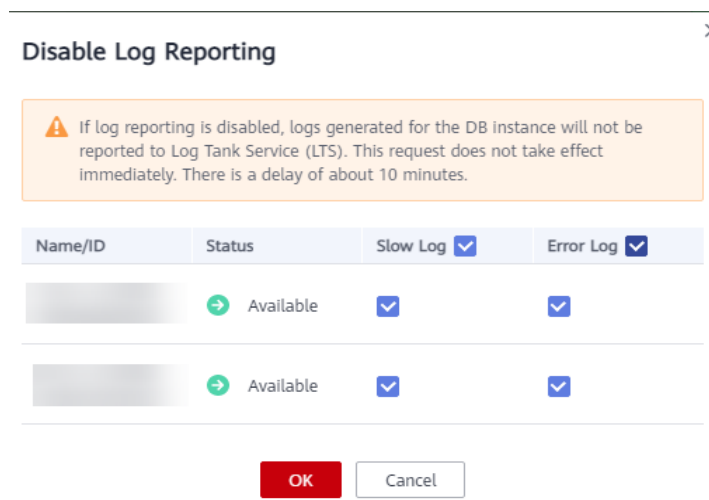 Disable Log Reporting
If log reporting is disabled, logs generated for the DB instance will not be
reported to Log Tank Service (LTS). This request does not take effect
immediately. There is a delay of about 10 minutes.
Name/ID Status Slow Log Error Log
Available
Available
OK Cancel